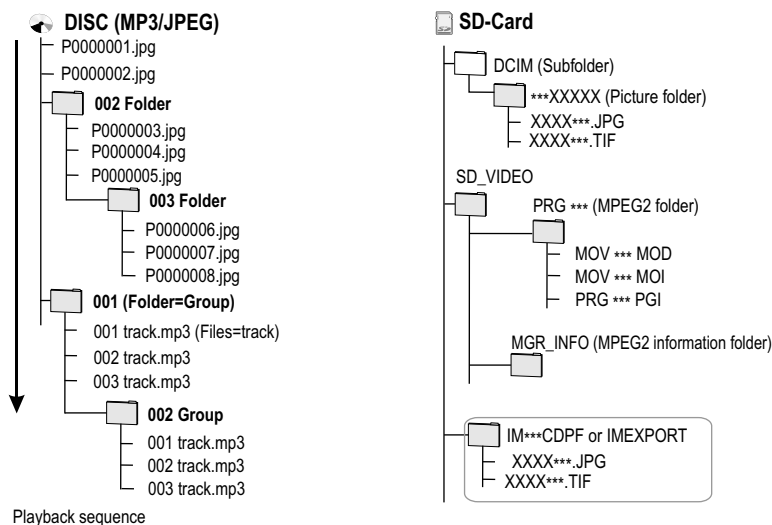 DISC (MP3/JPEG)
P0000001.jpg
P0000002.jpg
002 Folder
P0000003.jpg
P0000004.jpg
P0000005.jpg
003 Folder
P0000006.jpg
P0000007.jpg
P0000008.jpg
001 (Folder=Group)
001 track.mp3 (Files=track)
002 track.mp3
003 track.mp3
002 Group
001 track.mp3
002 track.mp3
003 track.mp3
Playback sequence
SD-Card
DCIM (Subfolder)
***XXXXX (Picture folder)
XXXX***.JPG
XXXX***.TIF
SD_VIDEO
PRG *** (MPEG2 folder)
MOV *** MOD
MOV *** MOI
PRG *** PGI
MGR_INFO (MPEG2 information folder)
IM***CDPF or IMEXPORT
XXXX***.JPG
XXXX***.TIF